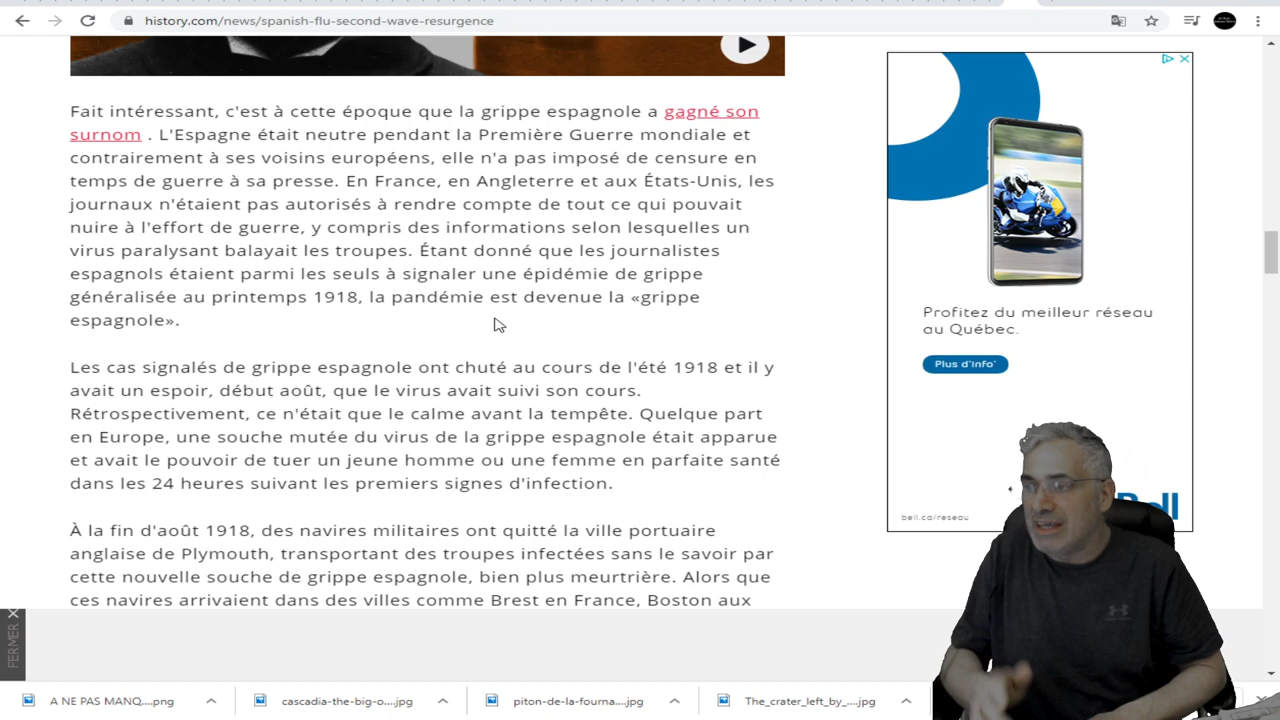 history.com/news/spanish-flu-second-wave-resurgence
Fait intéressant, c'est à cette époque que la grippe espagnole a gagné son
surnom . L'Espagne était neutre pendant la Première Guerre mondiale et
contrairement à ses voisins européens, elle n'a pas imposé de censure en
temps de guerre à sa presse. En France, en Angleterre et aux États-Unis, les
journaux n'étaient pas autorisés à rendre compte de tout ce qui pouvait
nuire à l'effort de guerre, y compris des informations selon lesquelles un
virus paralysant balayait les troupes. Étant donné que les journalistes
espagnols étaient parmi les seuls à signaler une épidémie de grippe
généralisée au printemps 1918, la pandémie est devenue la «grippe
espagnole».
Les cas signalés de grippe espagnole ont chuté au cours de l'été 1918 et il y
avait un espoir, début août, que le virus avait suivi son cours.
Rétrospectivement, ce n'était que le calme avant la tempête. Quelque part
en Europe, une souche mutée du virus de la grippe espagnole était apparue
et avait le pouvoir de tuer un jeune homme ou une femme en parfaite santé
dans les 24 heures suivant les premiers signes d'infection.
À la fin d'août 1918, des navires militaires ont quitté la ville portuaire
anglaise de Plymouth, transportant des troupes infectées sans le savoir par
cette nouvelle souche de grippe espagnole, bien plus meurtrière. Alors que
ces navires arrivaient dans des villes comme Brest en France, Boston aux
Profitez du meilleur réseau
au Québec.
Plus d'Info*
bell.ca/reseau
FERMER X
A NE PAS MANQ....png
cascadia-the-big-o....jpg
piton-de-la-fourna....jpg
The_crater_left_by_....jpg